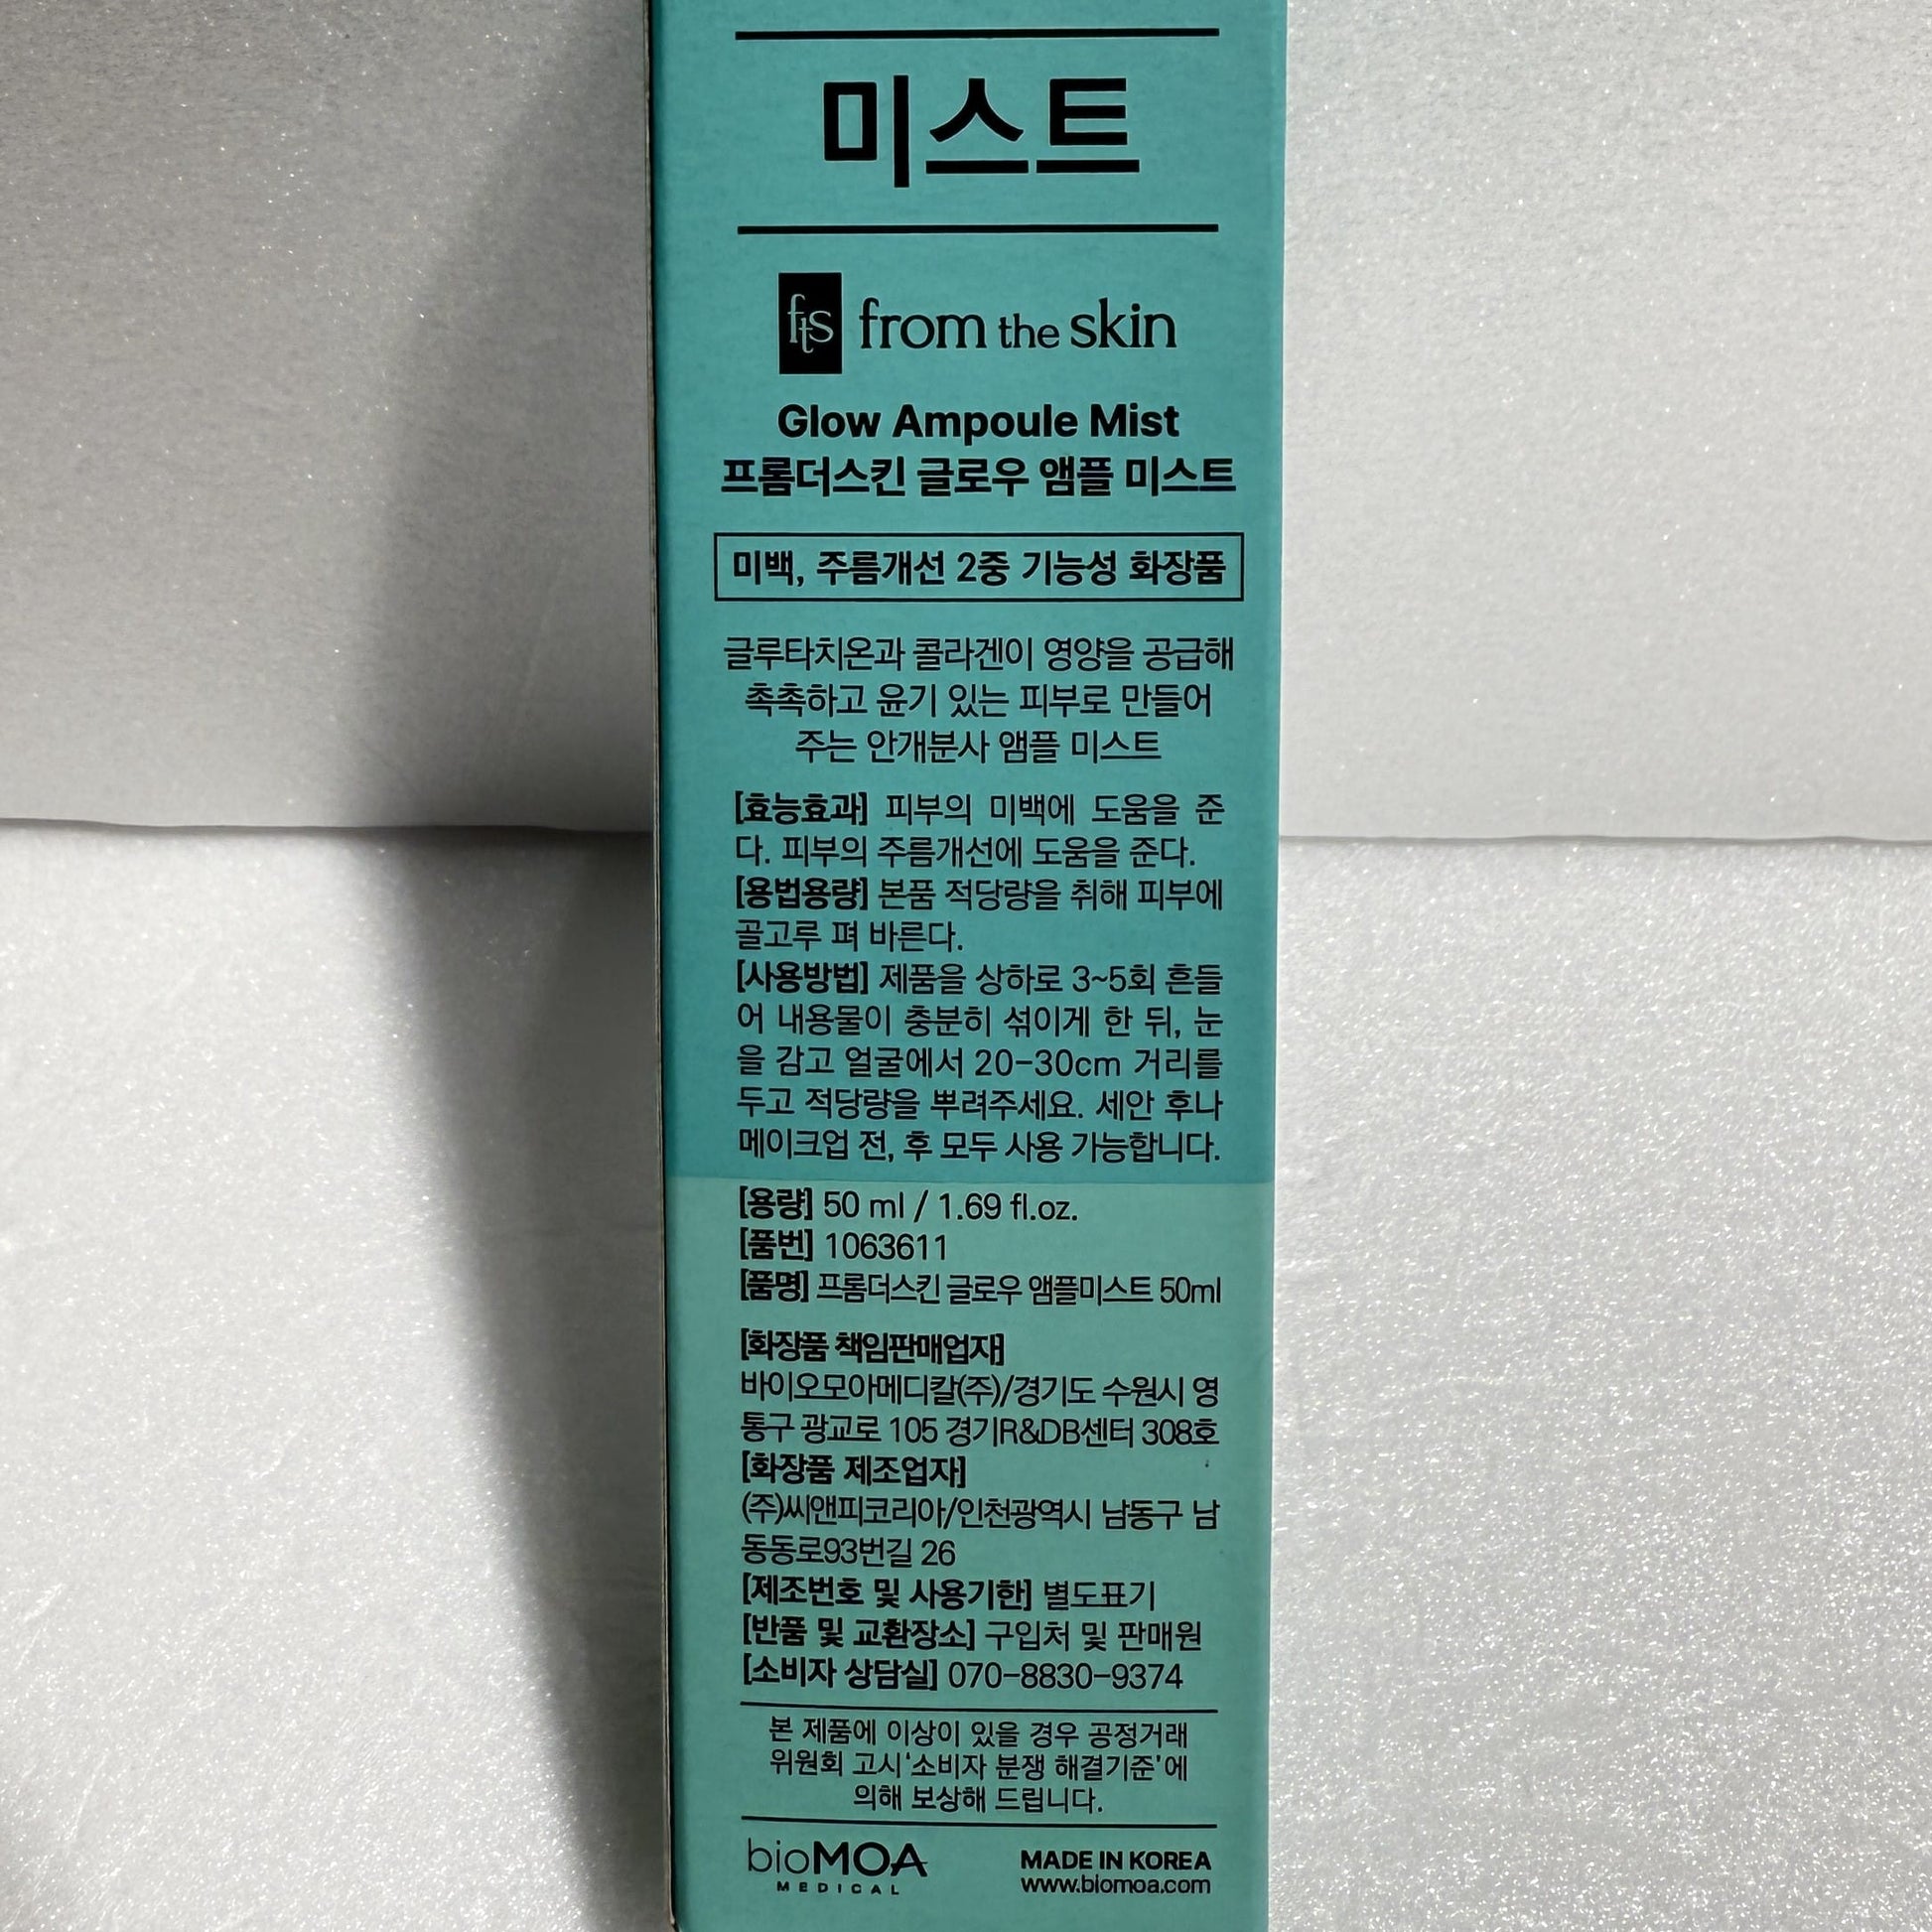 미스트
fts from the skin
Glow Ampoule Mist
프롬더스킨 글로우 앰플 미스트
미백, 주름개선 2중 기능성 화장품
글루타치온과 콜라겐이 영양을 공급해
촉촉하고 윤기 있는 피부로 만들어
주는 안개분사 앰플 미스트
[효능효과] 피부의 미백에 도움을 준
다. 피부의 주름개선에 도움을 준다.
[용법용량] 본품 적당량을 취해 피부에
골고루 펴 바른다.
[사용방법] 제품을 상하로 3~5회 흔들
어 내용물이 충분히 섞이게 한 뒤, 눈
을 감고 얼굴에서 20-30cm 거리를
두고 적당량을 뿌려주세요. 세안 후나
메이크업 전, 후 모두 사용 가능합니다.
[용량] 50 ml / 1.69 fl.oz.
[품번] 1063611
[품명] 프롬더스킨 글로우 앰플미스트 50ml
[화장품 책임판매업자]
바이오모아메디칼(주)/경기도 수원시 영
통구 광교로 105 경기R&DB센터 308호
[화장품 제조업자]
(주)씨앤피코리아/인천광역시 남동구 남
동동로93번길 26
[제조번호 및 사용기한] 별도표기
[반품 및 교환장소] 구입처 및 판매원
[소비자 상담실] 070-8830-9374
본 제품에 이상이 있을 경우 공정거래
위원회 고시'소비자 분쟁 해결기준'에
의해 보상해 드립니다.
bioMOA MADE IN KOREA
MEDICAL www.biomoa.com